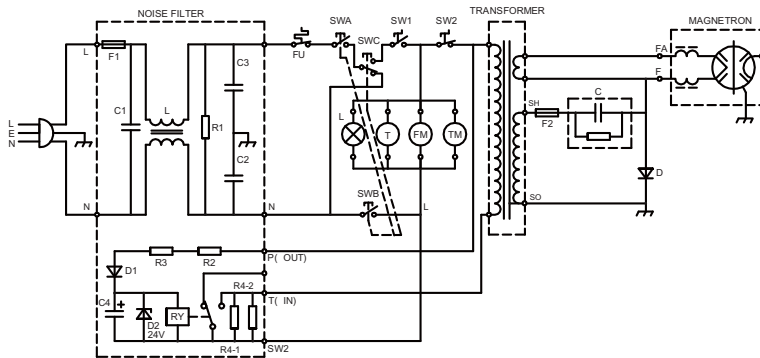 NOISE FILTER
SWA
SW1
SW2
TRANSFORMER
MAGNETRON
L
F1
C3
FU
SWC
FA
F
C1
L
R1
L
T
FM
TM
SH
C
F2
L
E
N
C2
SWB
D
N
N
L
SO
P( OUT)
R3
R2
D1
R4-2
T( IN)
C4
+
D2
24V
RY
R4-1
SW2